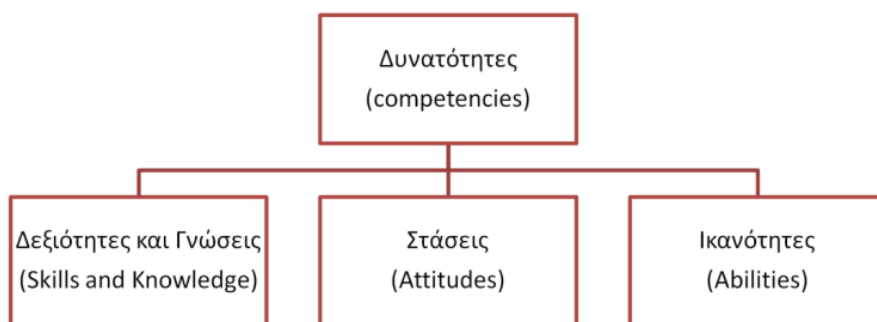 Δυνατότητες
(competencies)
Δεξιότητες και Γνώσεις
(Skills and Knowledge)
Στάσεις
(Attitudes)
Ικανότητες
(Abilities)